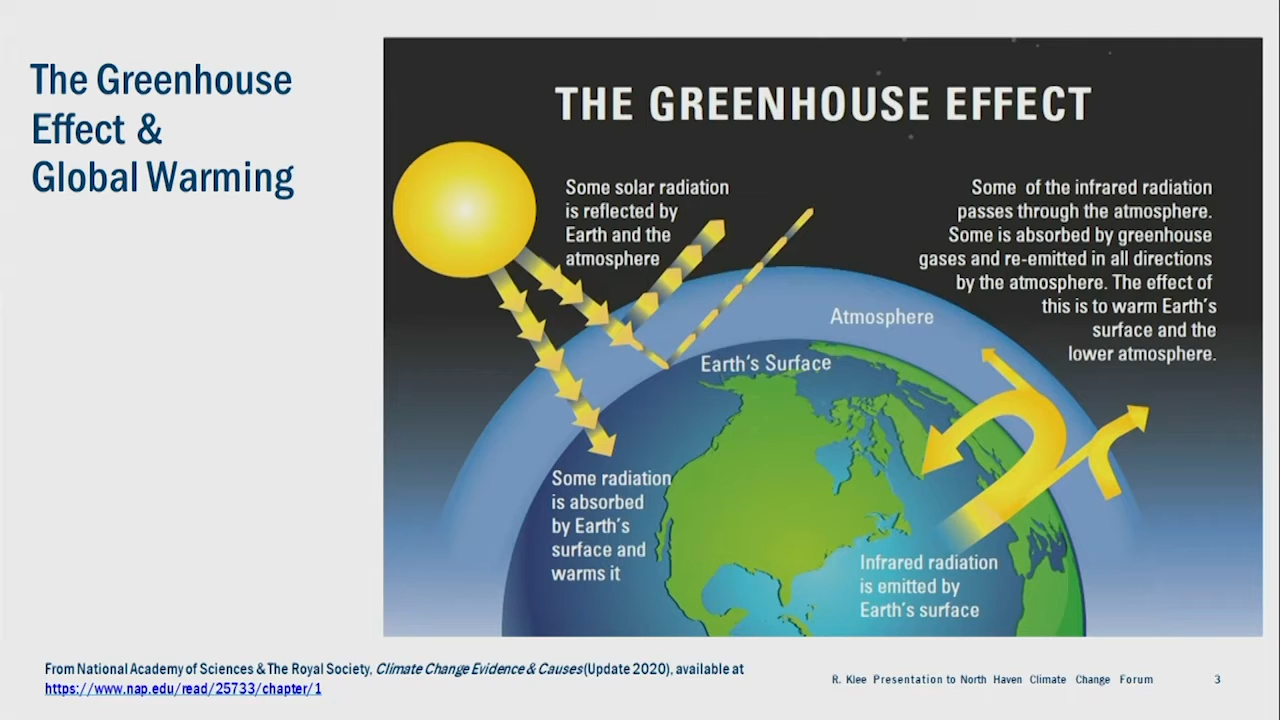 The Greenhouse
Effect &
Global Warming
THE GREENHOUSE EFFECT
Some solar radiation
is reflected by
Earth and the
atmosphere
Some of the infrared radiation
passes through the atmosphere.
Some is absorbed by greenhouse
gases and re-emitted in all directions
by the atmosphere. The effect of
this is to warm Earth's
surface and the
lower atmosphere.
Atmosphere
Earth's Surface
Some radiation
is absorbed
by Earth's
surface and
warms it
Infrared radiation
is emitted by
Earth's surface
From National Academy of Sciences & The Royal Society, Climate Change Evidence & Causes (Update 2020), available at
https://www.nap.edu/read/25733/chapter/1
R. Klee Presentation to North Haven Climate Change Forum
3